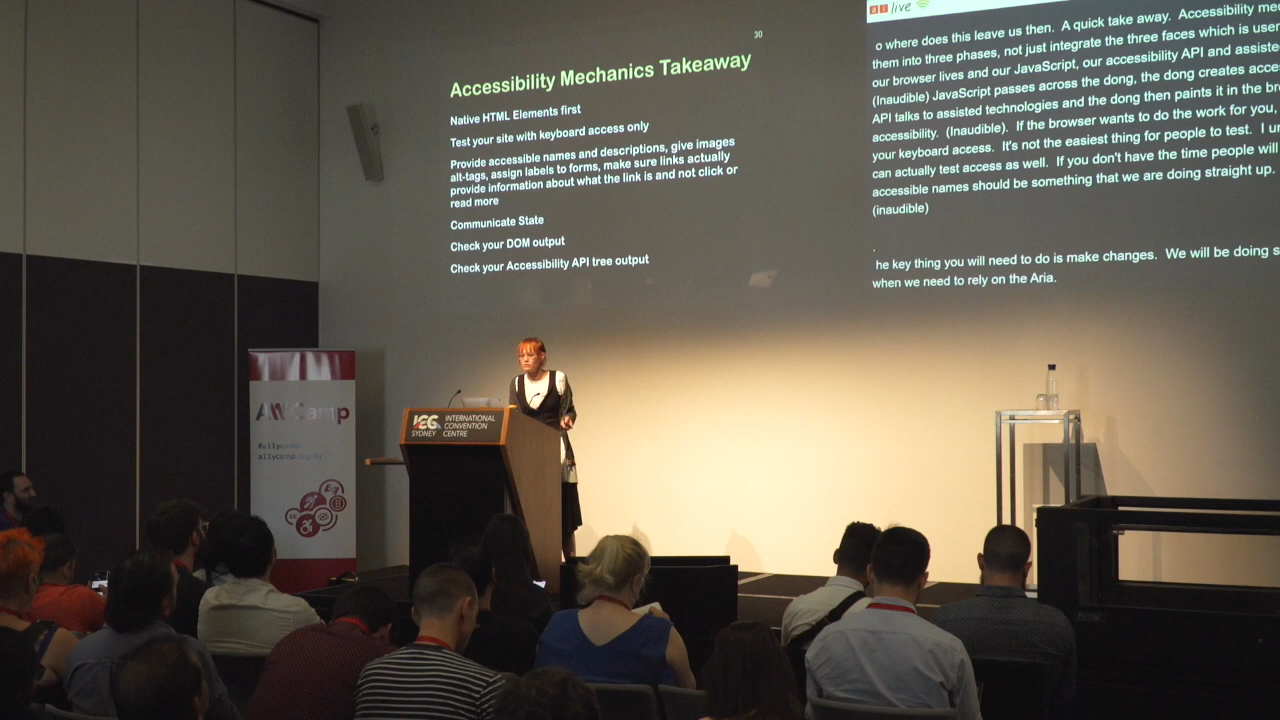 30
Accessibility Mechanics Takeaway
Native HTML Elements first
Test your site with keyboard access only
Provide accessible names and descriptions, give images
alt-tags, assign labels to forms, make sure links actually
provide information about what the link is and not click or
read more
Communicate State
Check your DOM output
Check your Accessibility API tree output
ai live
o where does this leave us then. A quick take away. Accessibility me
them into three phases, not just integrate the three faces which is user
our browser lives and our JavaScript, our accessibility API and assiste
(Inaudible) JavaScript passes across the dong, the dong creates acce
API talks to assisted technologies and the dong then paints it in the br
accessibility. (Inaudible). If the browser wants to do the work for you,
your keyboard access. It's not the easiest thing for people to test. I u
can actually test access as well. If you don't have the time people will
accessible names should be something that we are doing straight up.
(inaudible)
.
he key thing you will need to do is make changes. We will be doing s
when we need to rely on the Aria.
ICC
SYDNEY
INTERNATIONAL
CONVENTION
CENTRE
A11YCamp